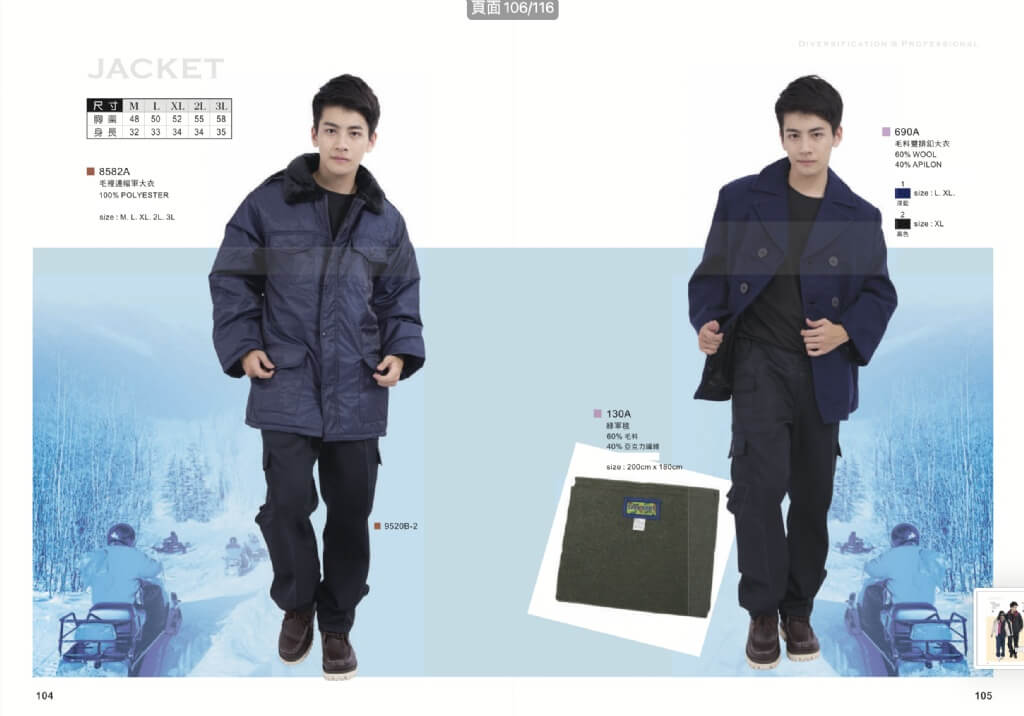 頁面 106/116
DIVERSIFICATION & PROFESSIONAL
JACKET
尺寸 M L XL 2L 3L
胸圍 48 50 52 55 58
身長 32 33 34 34 35
8582A
毛裡連帽軍大衣
100% POLYESTER
size : M. L. XL. 2L. 3L
9520B-2
690A
毛料雙排釦大衣
60% WOOL
40% APILON
1
size : L. XL.
深藍
2
size : XL
黑色
130A
綠軍毯
60% 毛料
40% 亞克力纖維
size : 200cm x 180cm
104
105